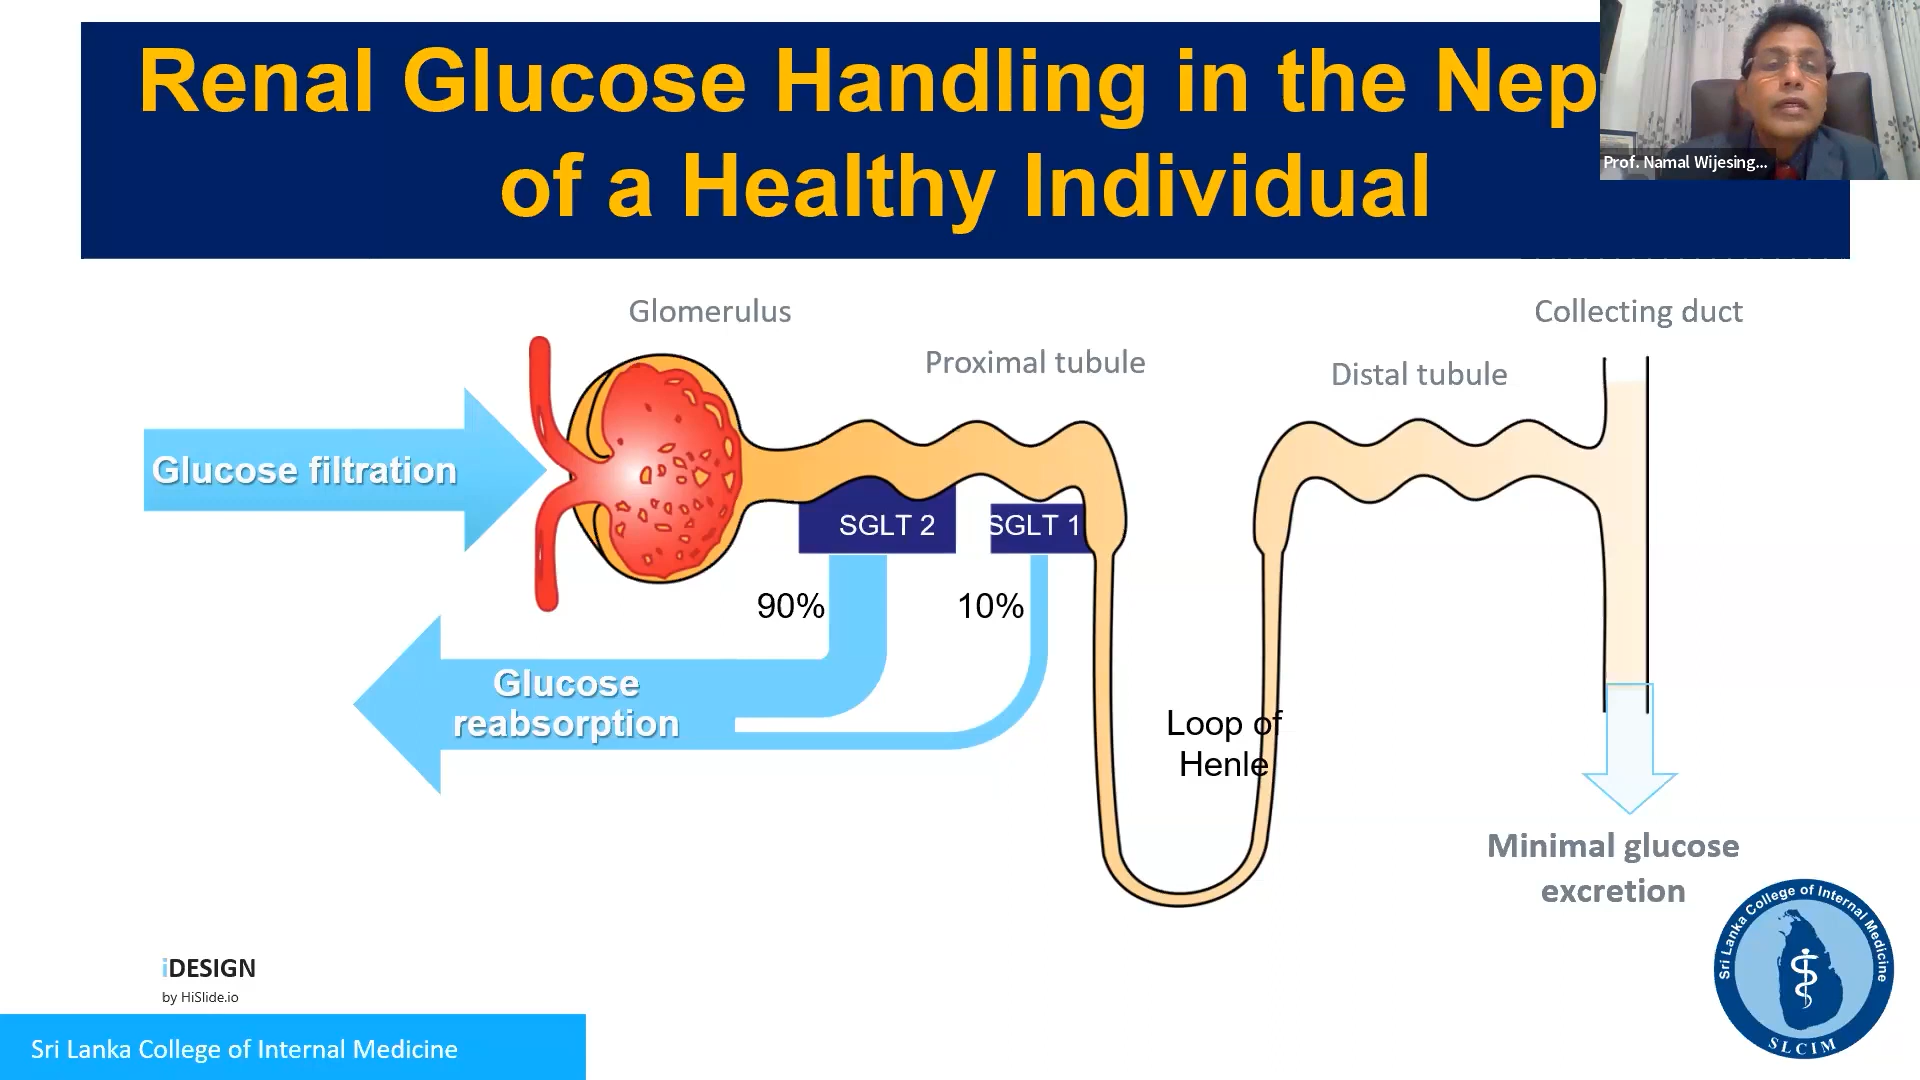 Renal Glucose Handling in the Nep
of a Healthy Individual
Prof. Namal Wijesing...
Glomerulus
Collecting duct
Proximal tubule
Distal tubule
Glucose filtration
SGLT 2
SGLT 1
90%
10%
Glucose
reabsorption
Loop of
Henle
Minimal glucose
excretion
Sri Lanka College of Internal Medicine
SLCIM
iDESIGN
by HiSlide.io
Sri Lanka College of Internal Medicine